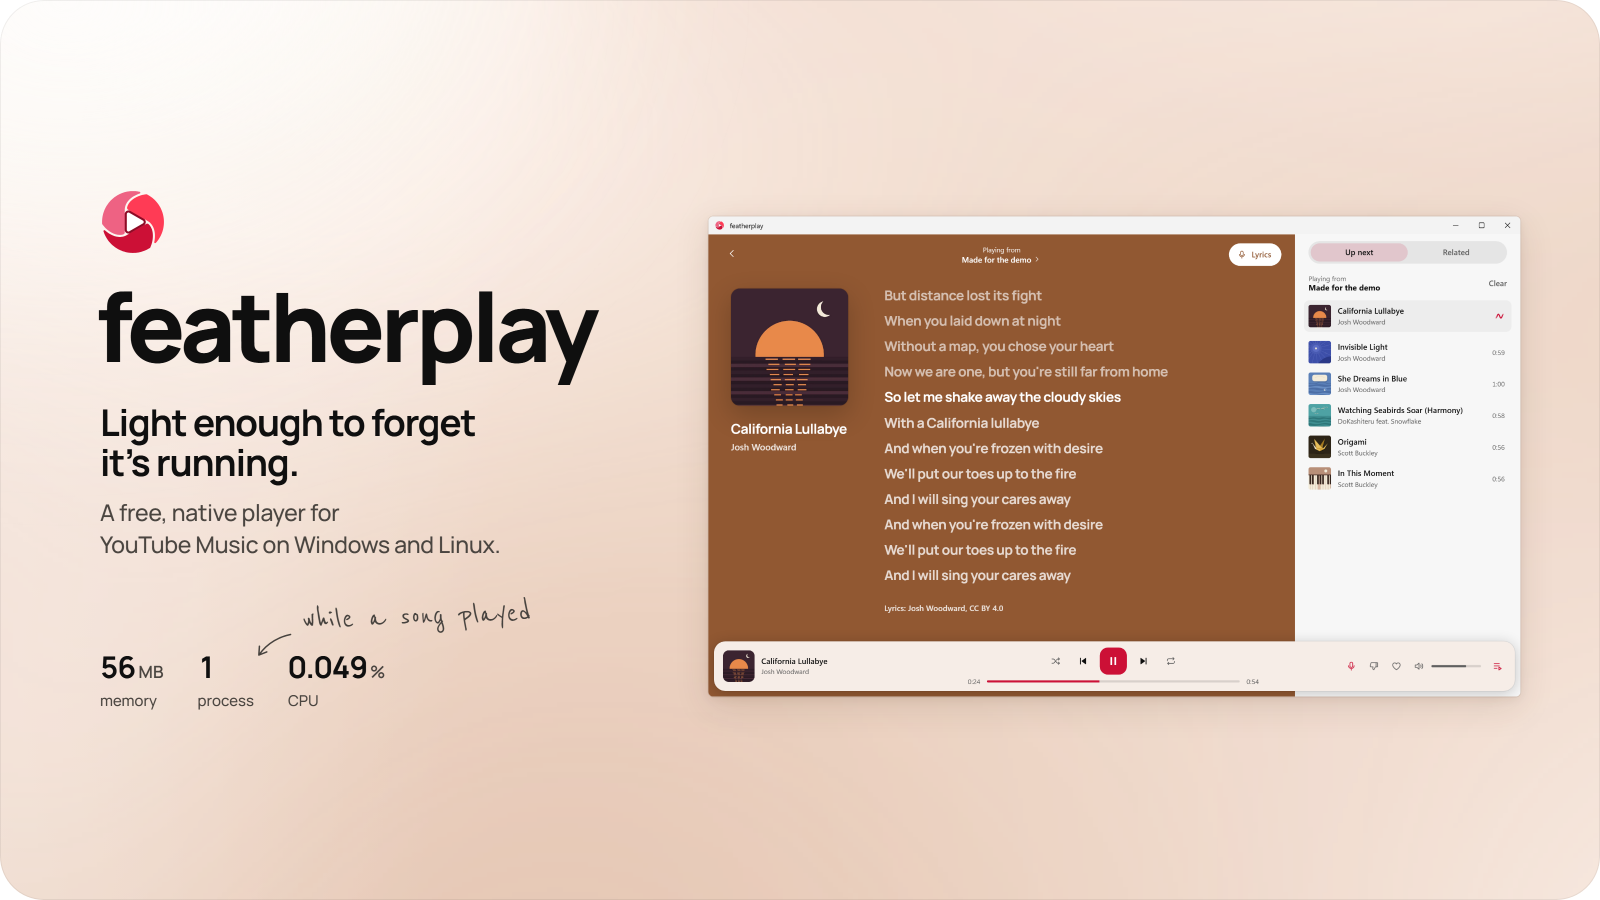 featherplay
Light enough to forget
it’s running.
A free, native player for
YouTube Music on Windows and Linux.
while a song played
56 MB
memory
1
process
0.049 %
CPU
featherplay
Playing from
Made for the demo
Lyrics
California Lullabye
Josh Woodward
But distance lost its fight
When you laid down at night
Without a map, you chose your heart
Now we are one, but you're still far from home
So let me shake away the cloudy skies
With a California lullabye
And when you're frozen with desire
We'll put our toes up to the fire
And I will sing your cares away
And when you're frozen with desire
We'll put our toes up to the fire
And I will sing your cares away
Lyrics: Josh Woodward, CC BY 4.0
Up next
Related
Playing from
Made for the demo
Clear
California Lullabye
Josh Woodward
Invisible Light
Josh Woodward
0:59
She Dreams in Blue
Josh Woodward
1:00
Watching Seabirds Soar (Harmony)
DoKashiteru feat. Snowflake
0:58
Origami
Scott Buckley
0:56
In This Moment
Scott Buckley
0:56
California Lullabye
Josh Woodward
0:24
0:54